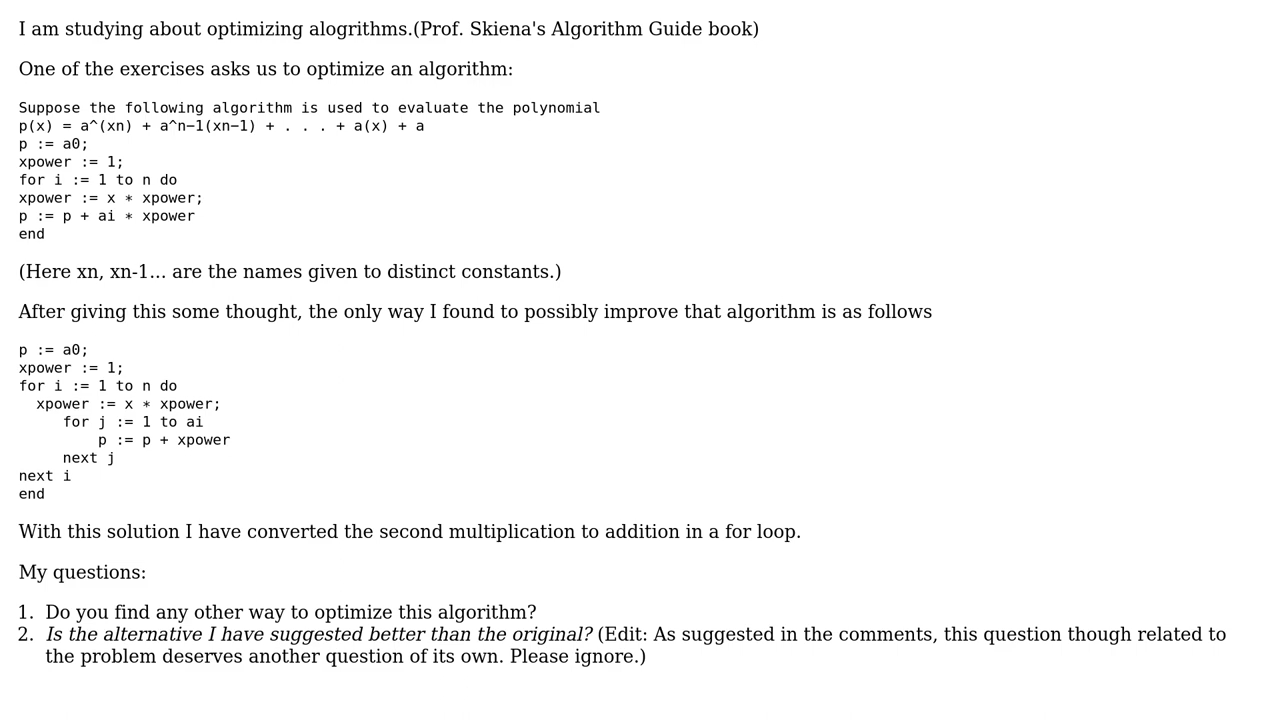 I am studying about optimizing alogrithms.(Prof. Skiena's Algorithm Guide book)
One of the exercises asks us to optimize an algorithm:
Suppose the following algorithm is used to evaluate the polynomial
p(x) = a^(xn) + a^n−1(xn−1) + . . . + a(x) + a
p := a0;
xpower := 1;
for i := 1 to n do
xpower := x ∗ xpower;
p := p + ai ∗ xpower
end
(Here xn, xn-1... are the names given to distinct constants.)
After giving this some thought, the only way I found to possibly improve that algorithm is as follows
p := a0;
xpower := 1;
for i := 1 to n do
  xpower := x ∗ xpower;
     for j := 1 to ai
         p := p + xpower
     next j
next i
end
With this solution I have converted the second multiplication to addition in a for loop.
My questions:
1. Do you find any other way to optimize this algorithm?
2. Is the alternative I have suggested better than the original? (Edit: As suggested in the comments, this question though related to
the problem deserves another question of its own. Please ignore.)